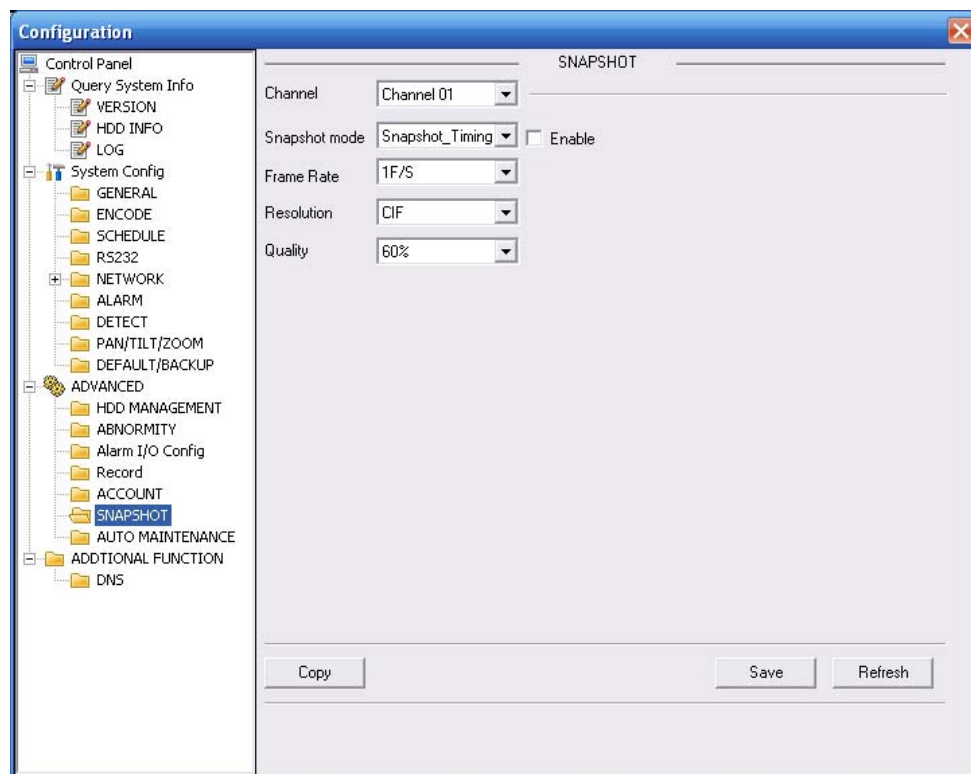 Configuration
Control Panel
Query System Info
VERSION
HDD INFO
LOG
System Config
GENERAL
ENCODE
SCHEDULE
RS232
NETWORK
ALARM
DETECT
PAN/TILT/ZOOM
DEFAULT/BACKUP
ADVANCED
HDD MANAGEMENT
ABNORMITY
Alarm I/O Config
Record
ACCOUNT
SNAPSHOT
AUTO MAINTENANCE
ADDTIONAL FUNCTION
DNS
SNAPSHOT
Channel Channel 01
Snapshot mode Snapshot_Timing Enable
Frame Rate 1F/S
Resolution CIF
Quality 60%
Copy Save Refresh